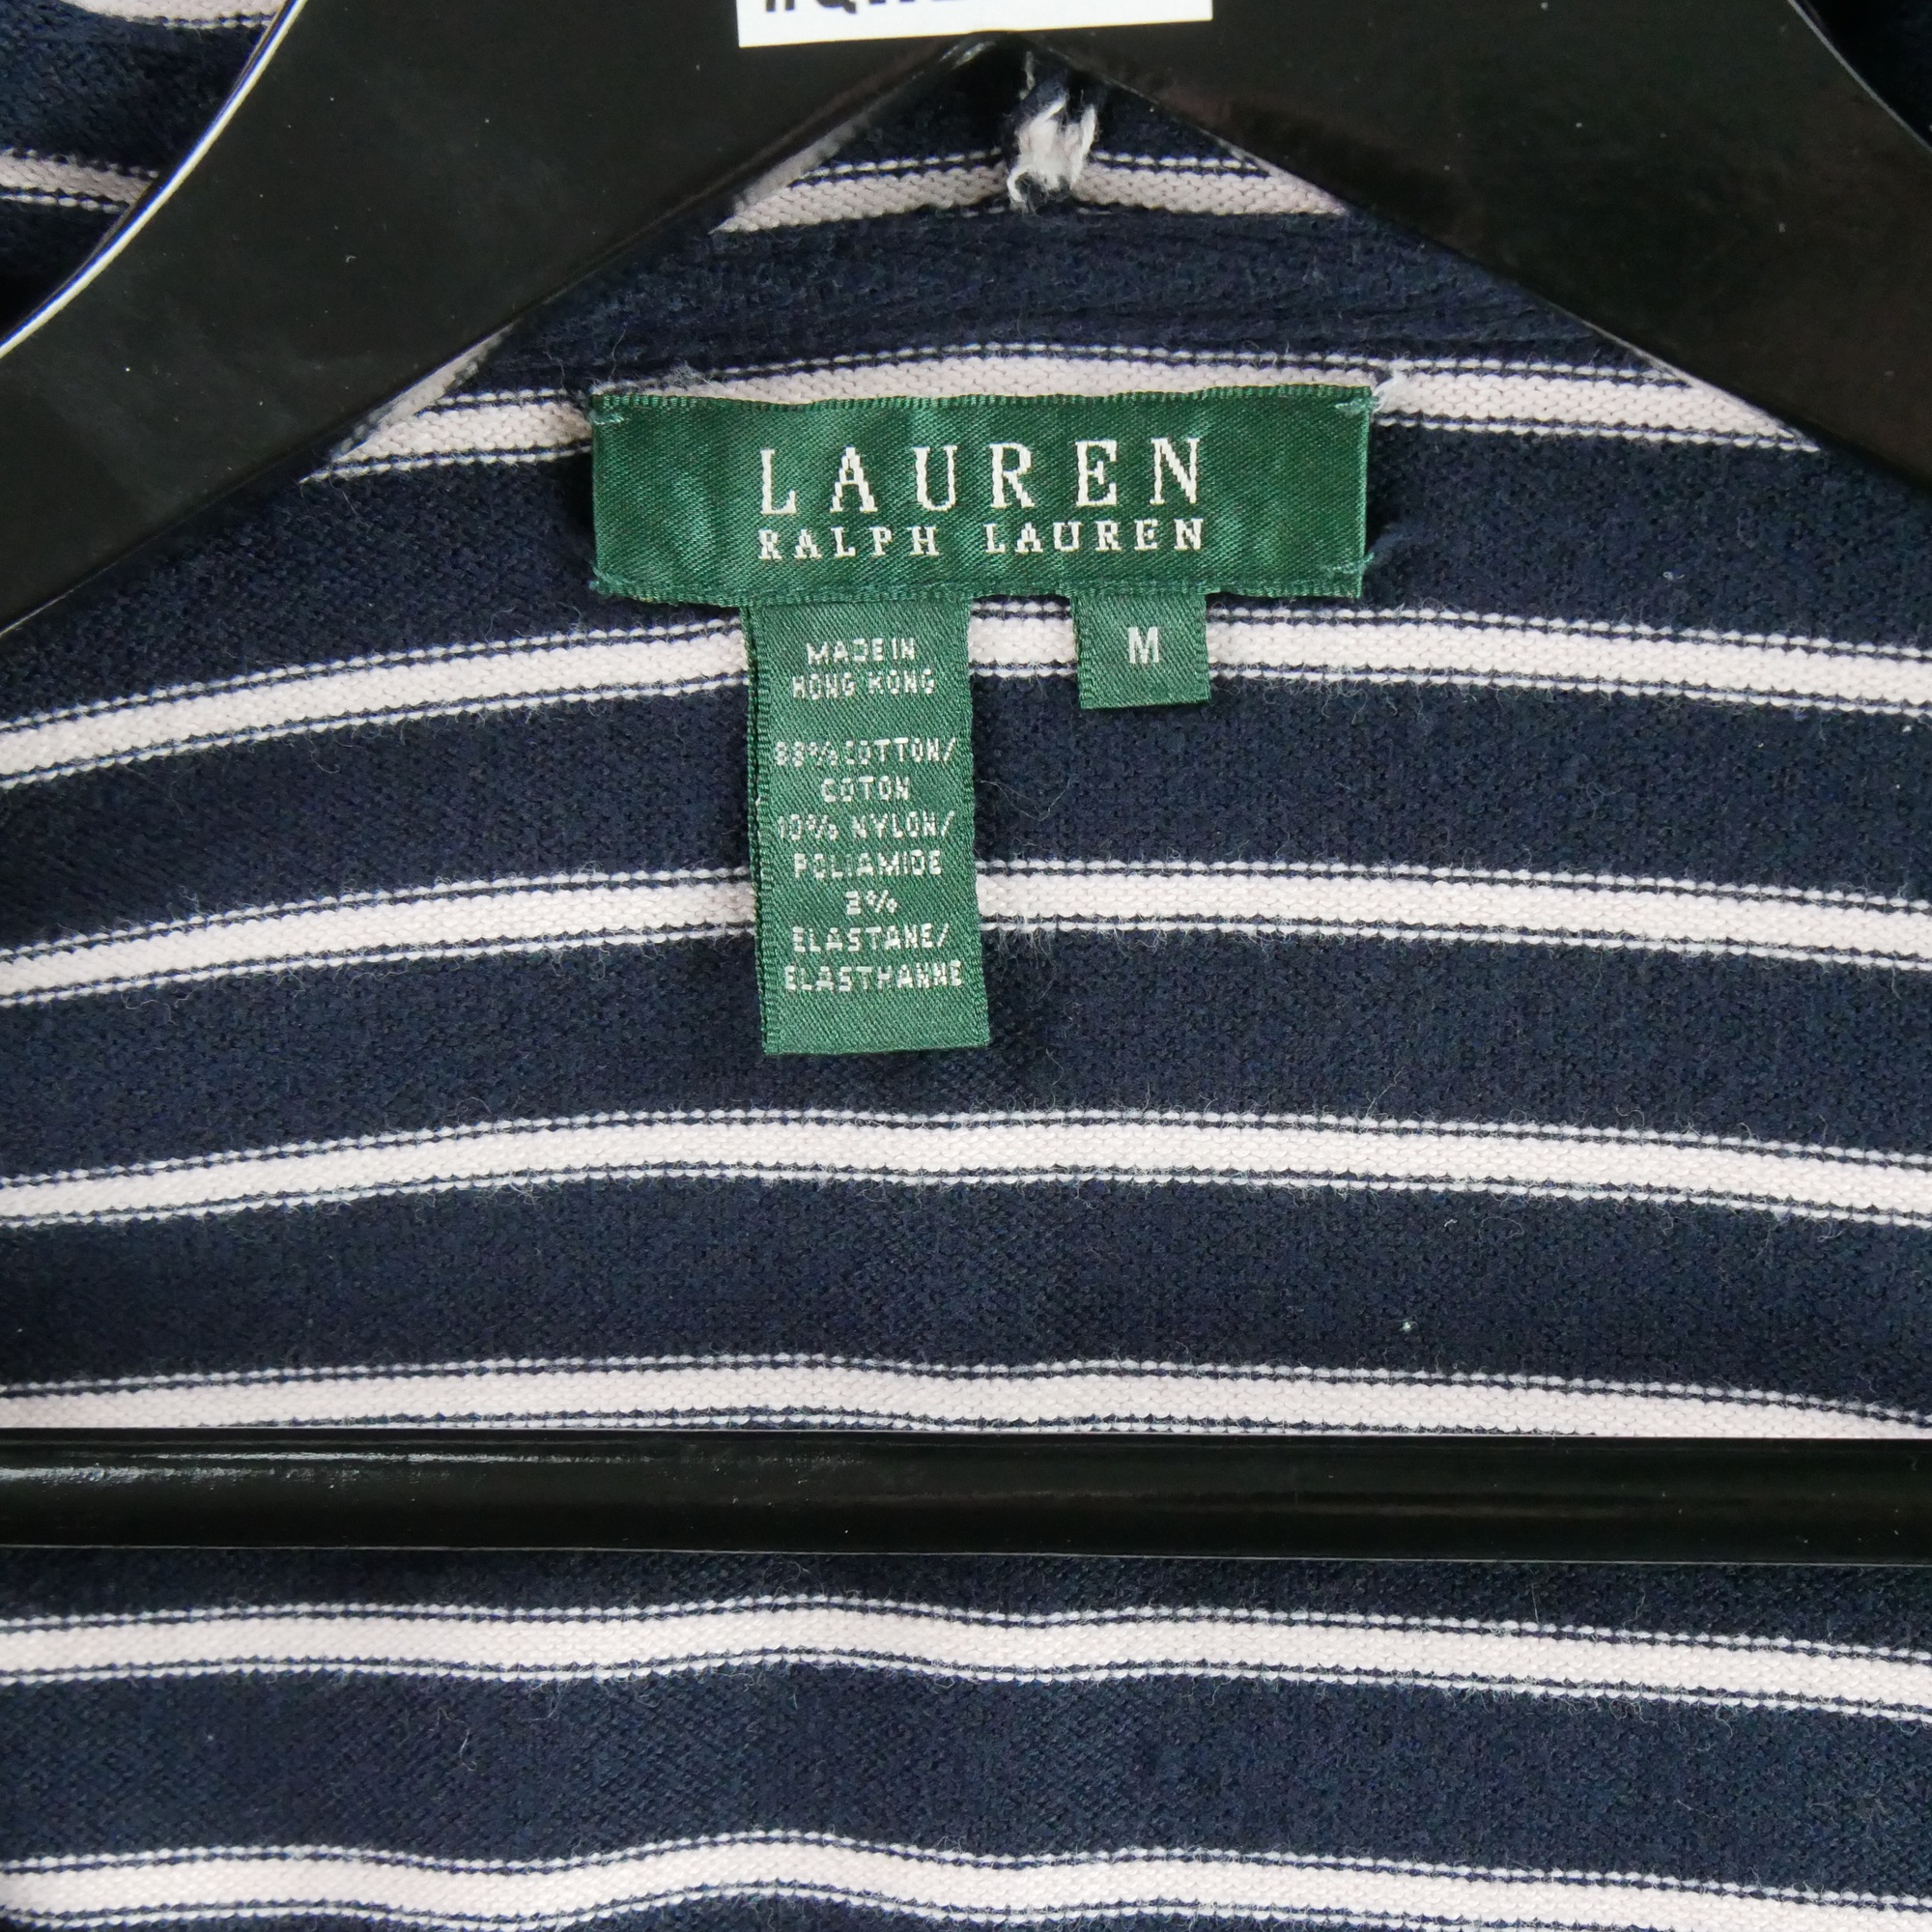 LAUREN
RALPH LAUREN
M
MADE IN
HONG KONG
88% COTTON/
COTON
10% NYLON/
POLIAMIDE
2%
ELASTANE/
ELASTHANNE